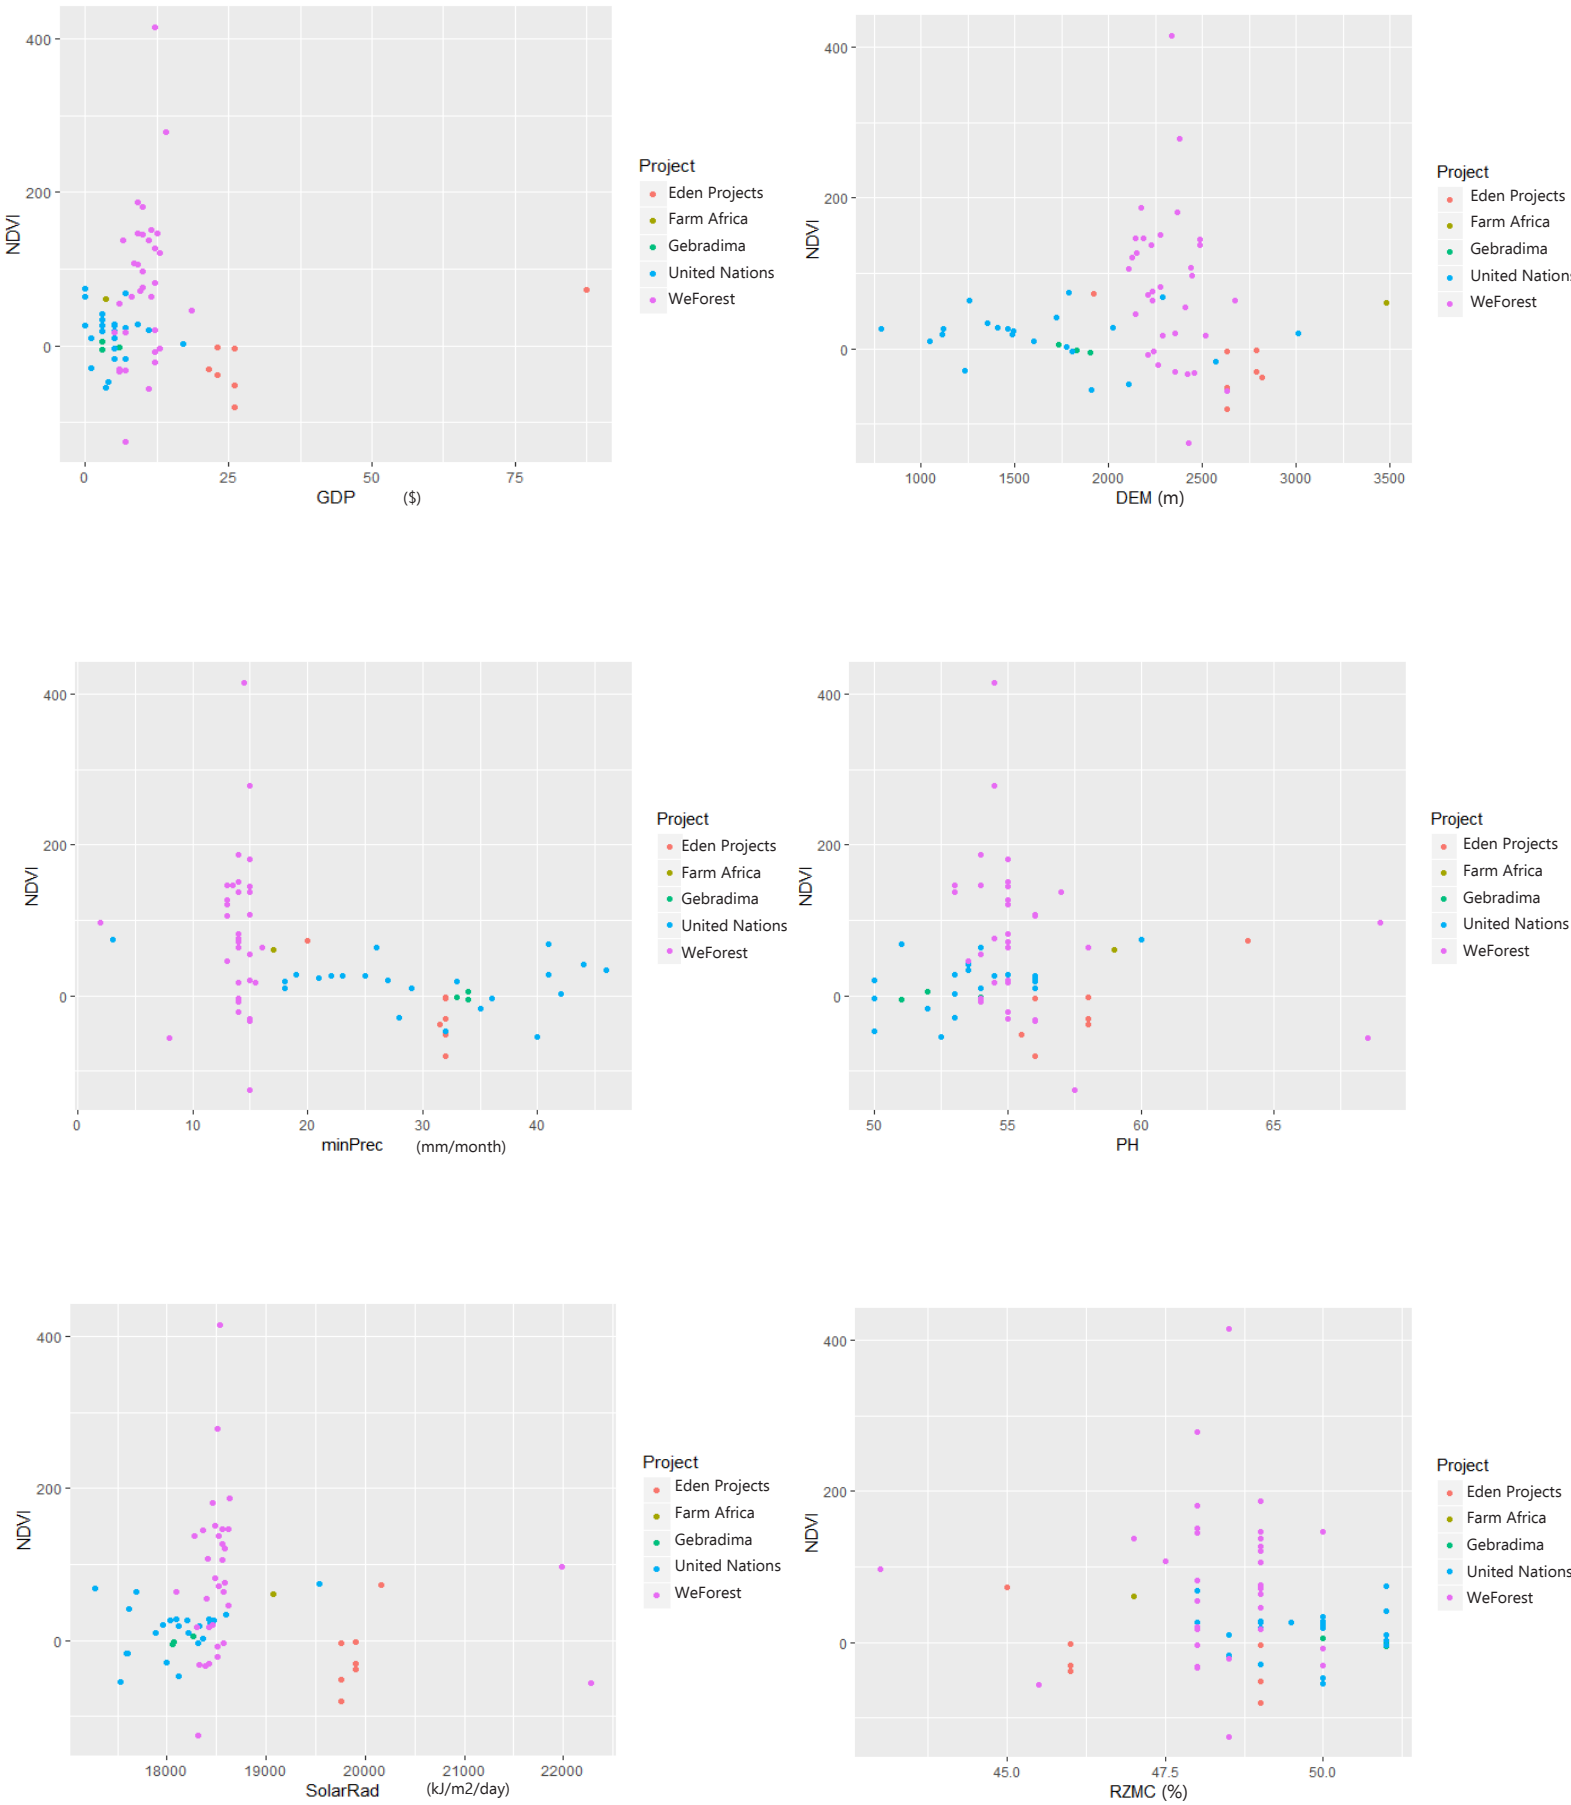 400
200
0
NDVI
0 25 50 75
GDP ($)
Project
Eden Projects
Farm Africa
Gebradima
United Nations
WeForest
400
200
0
NDVI
1000 1500 2000 2500 3000 3500
DEM (m)
Project
Eden Projects
Farm Africa
Gebradima
United Nations
WeForest
400
200
0
NDVI
0 10 20 30 40
minPrec (mm/month)
Project
Eden Projects
Farm Africa
Gebradima
United Nations
WeForest
400
200
0
NDVI
50 55 60 65
PH
Project
Eden Projects
Farm Africa
Gebradima
United Nations
WeForest
400
200
0
NDVI
18000 19000 20000 21000 22000
SolarRad (kJ/m2/day)
Project
Eden Projects
Farm Africa
Gebradima
United Nations
WeForest
400
200
0
NDVI
45.0 47.5 50.0
RZMC (%)
Project
Eden Projects
Farm Africa
Gebradima
United Nations
WeForest